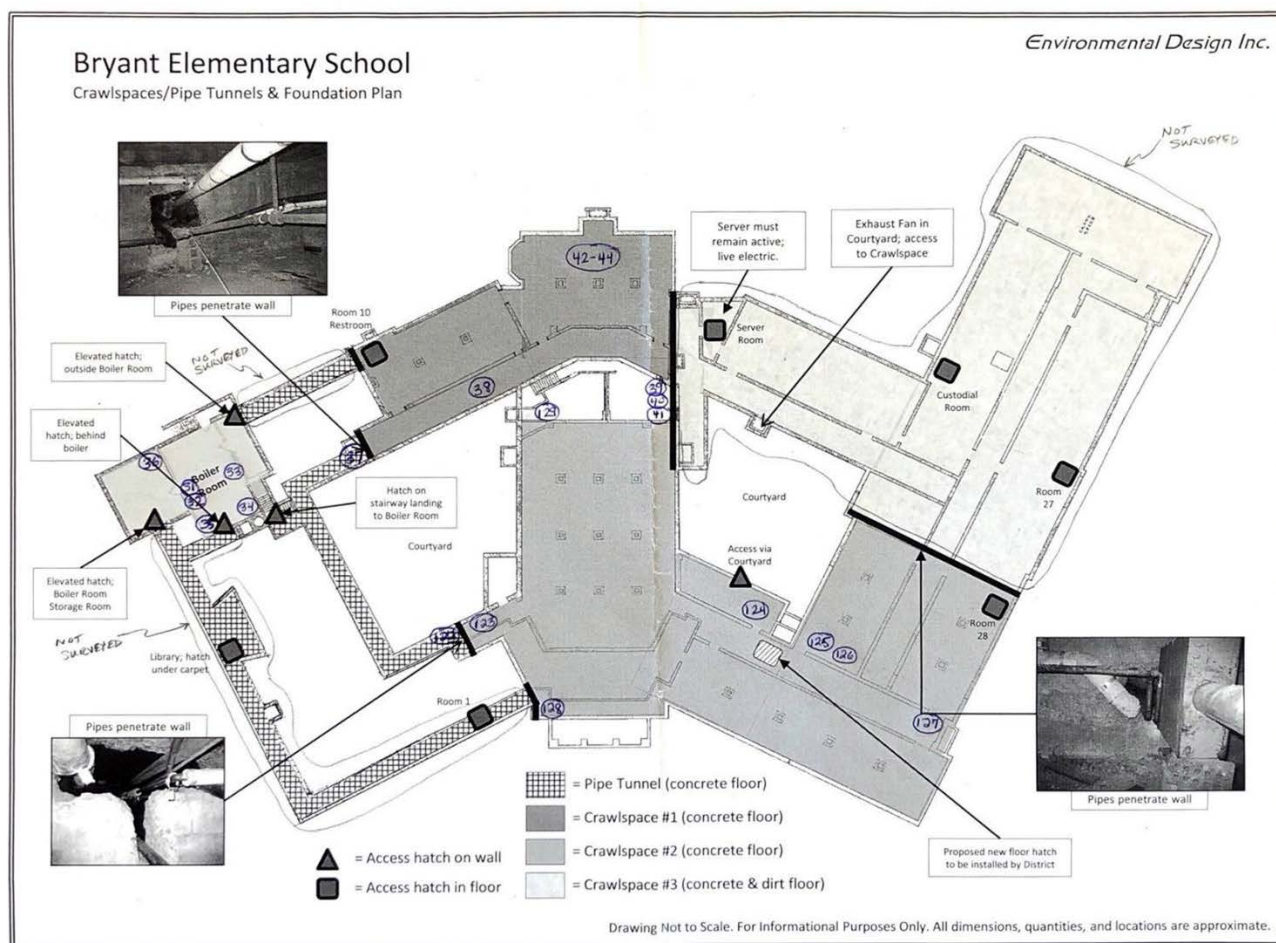 Environmental Design Inc.
Bryant Elementary School
Crawlspaces/Pipe Tunnels & Foundation Plan
NOT
SURVEYED
Server must
remain active;
live electric.
Exhaust Fan in
Courtyard; access
to Crawlspace
42-44
Pipes penetrate wall
Room 10
Restroom
Server
Room
Elevated hatch;
outside Boiler Room
NOT
SURVEYED
38
39
40
41
129
Custodial
Room
Elevated
hatch; behind
boiler
37
36
33
Boiler
Room
31
32
34
35
Room
27
Hatch on
stairway landing
to Boiler Room
Courtyard
Courtyard
Access via
Courtyard
Elevated hatch;
Boiler Room
Storage Room
124
Room
28
NOT
SURVEYED
122
123
125
126
Library; hatch
under carpet
Room 1
128
127
Pipes penetrate wall
Pipes penetrate wall
= Pipe Tunnel (concrete floor)
= Crawlspace #1 (concrete floor)
= Crawlspace #2 (concrete floor)
= Crawlspace #3 (concrete & dirt floor)
= Access hatch on wall
= Access hatch in floor
Proposed new floor hatch
to be installed by District
Drawing Not to Scale. For Informational Purposes Only. All dimensions, quantities, and locations are approximate.